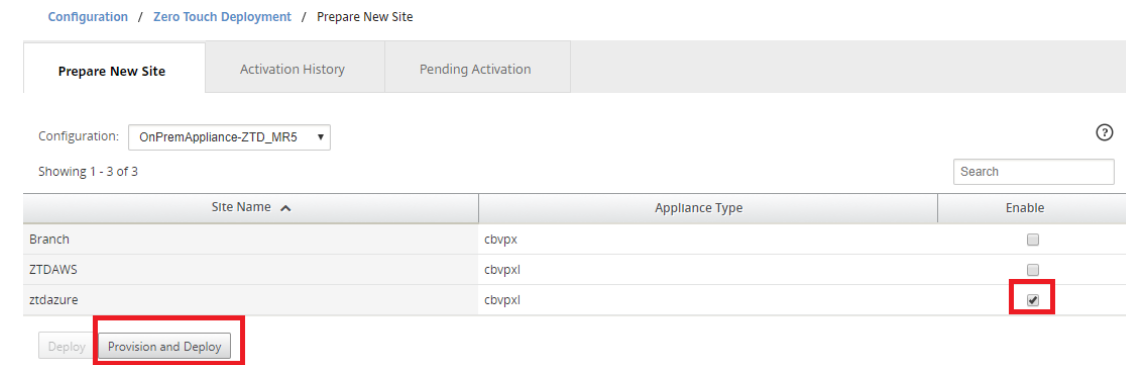 Configuration / Zero Touch Deployment / Prepare New Site
Prepare New Site Activation History Pending Activation
Configuration: OnPremAppliance-ZTD_MR5 ?
Showing 1 - 3 of 3 Search
Site Name Appliance Type Enable
Branch cbvpx
ZTDAWS cbvpxl
ztdazure cbvpxl
Deploy Provision and Deploy